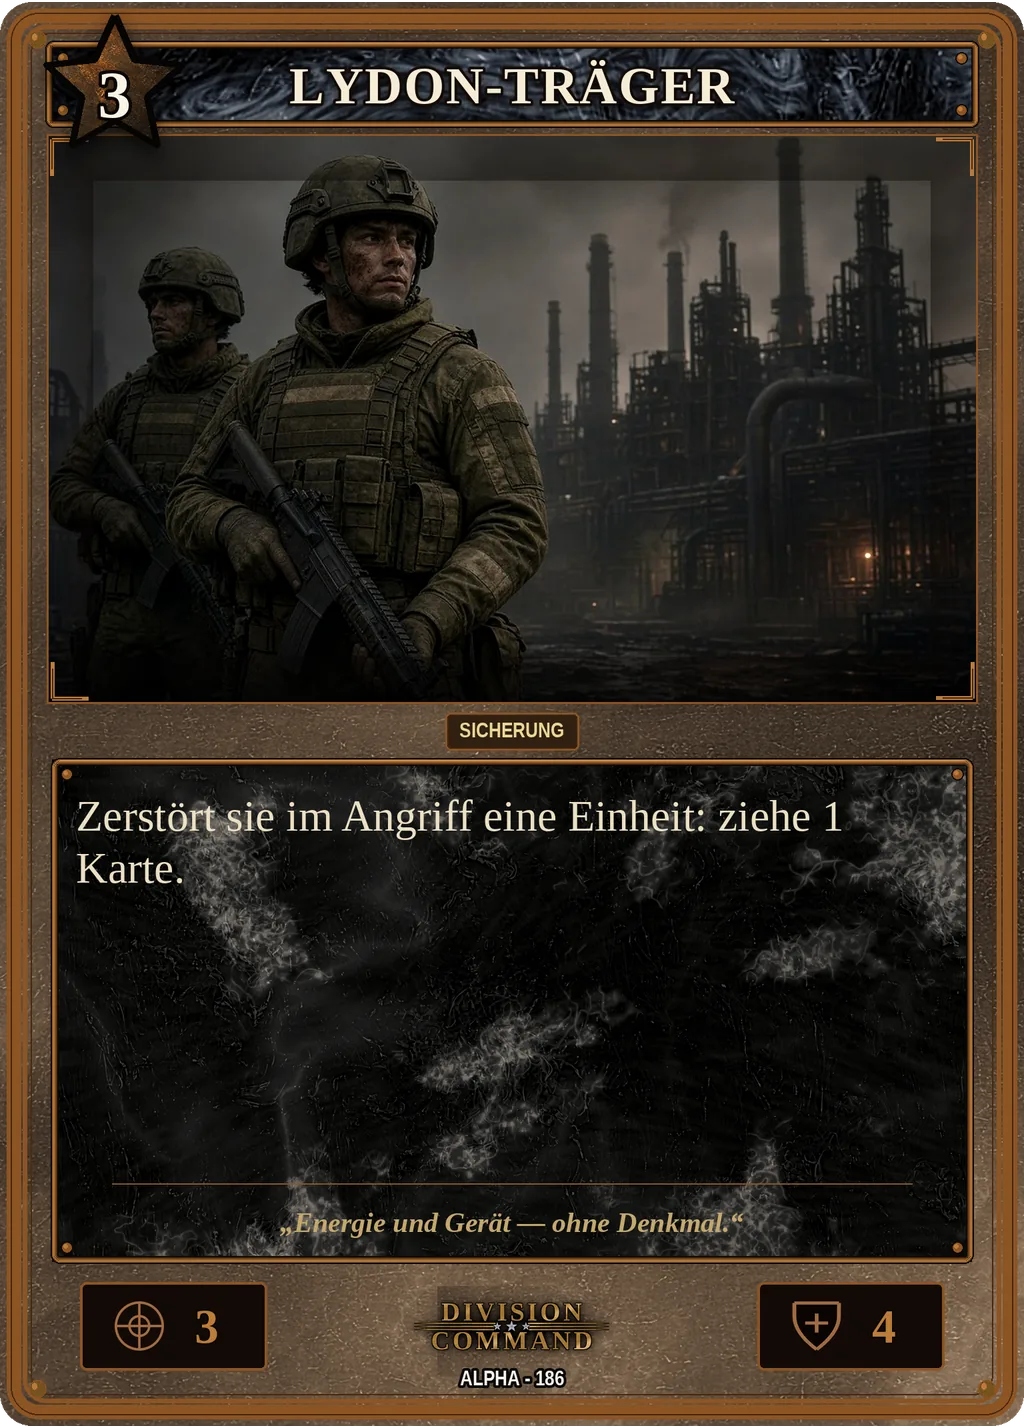 3
LYDON-TRÄGER
SICHERUNG
Zerstört sie im Angriff eine Einheit: ziehe 1
Karte.
„Energie und Gerät — ohne Denkmal.“
3
DIVISION
COMMAND
4
ALPHA - 186